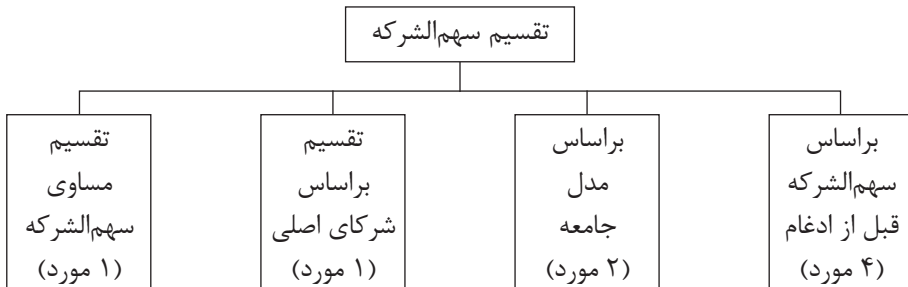 تقسیم سهم‌الشرکه
براساس
سهم‌الشرکه
قبل از ادغام
(۴ مورد)
براساس
مدل
جامعه
(۲ مورد)
تقسیم
براساس
شرکای اصلی
(۱ مورد)
تقسیم
مساوی
سهم‌الشرکه
(۱ مورد)